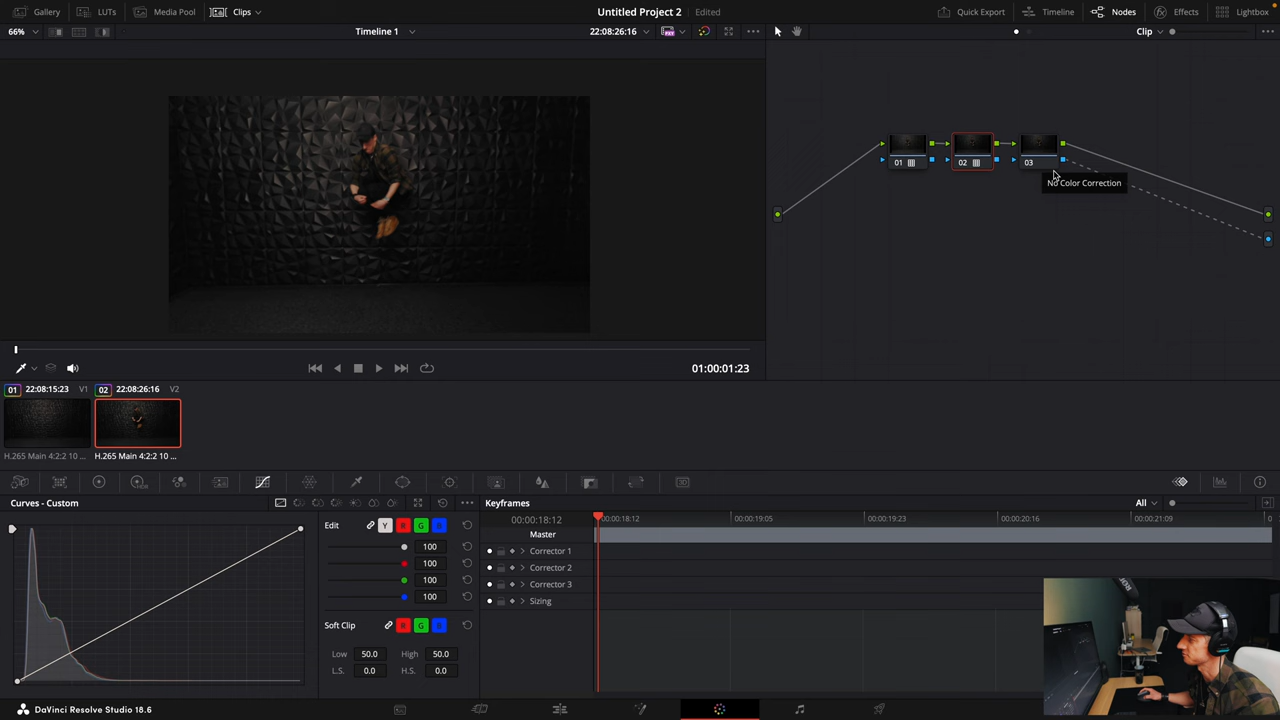 Gallery LUTs Media Pool Clips Untitled Project 2 Edited Quick Export Timeline Nodes Effects Lightbox
66% Timeline 1 22:08:26:16 Clip
01 02 03
No Color Correction
01:00:01:23
01 22:08:15:23 V1 02 22:08:26:16 V2
H.265 Main 4:2:2 10 ... H.265 Main 4:2:2 10 ...
Curves - Custom Keyframes All
00:00:18:12 00:00:18:12 00:00:19:05 00:00:19:23 00:00:20:16 00:00:21:09 0
Edit Y R G B
Master
100
Corrector 1
100
Corrector 2
100
Corrector 3
100
Sizing
Soft Clip R G B
Low 50.0 High 50.0
L.S. 0.0 H.S. 0.0
DaVinci Resolve Studio 18.6